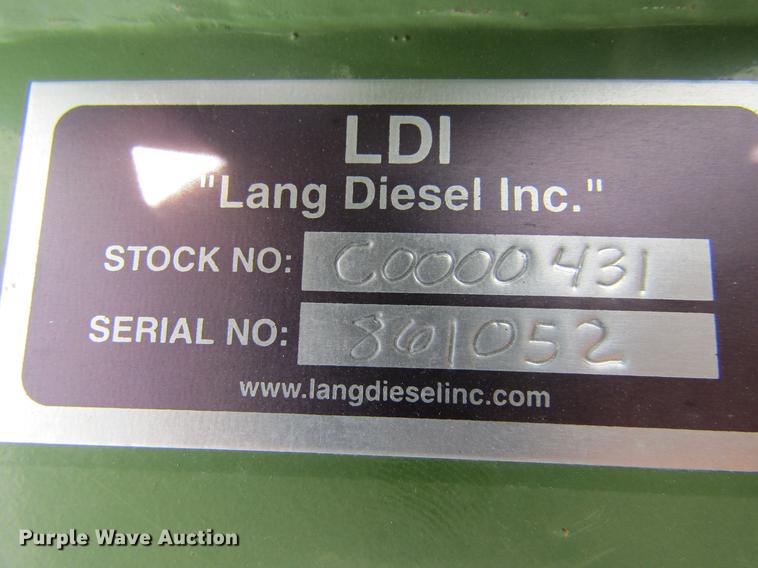 LDI
"Lang Diesel Inc."
STOCK NO: C0000431
SERIAL NO: 861052
www.langdieselinc.com
Purple Wave Auction